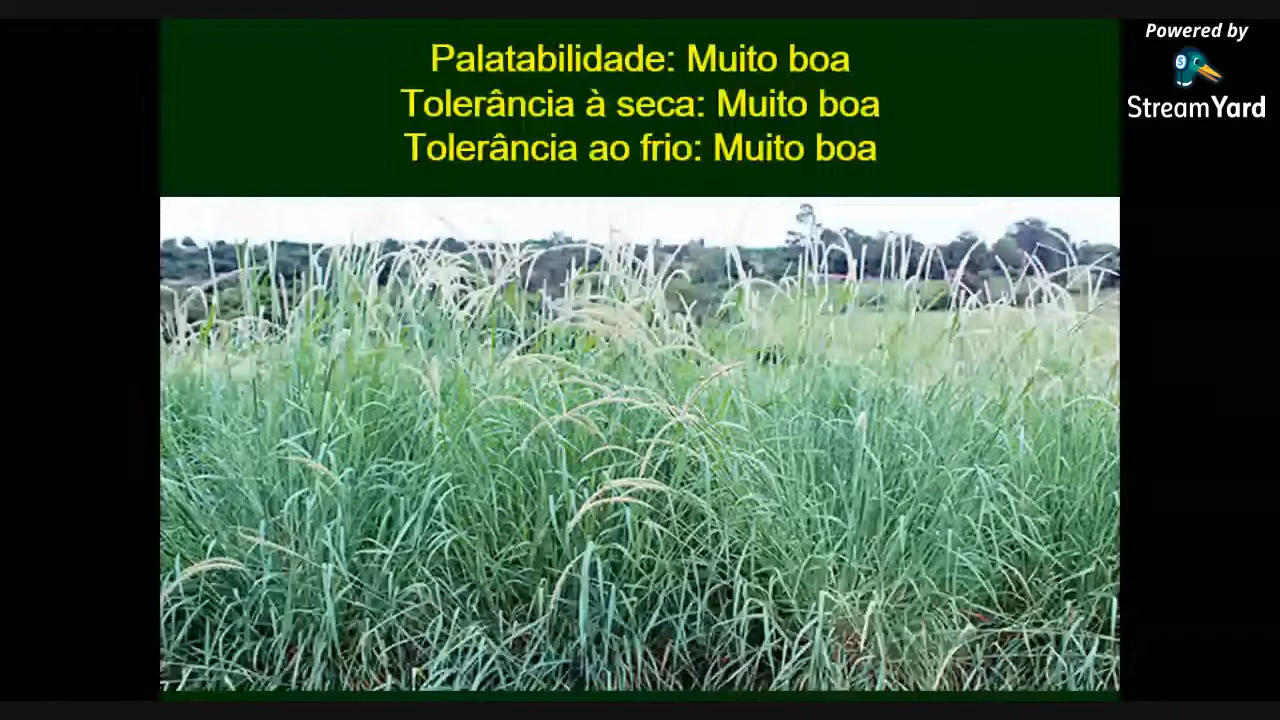 Palatabilidade: Muito boa
Tolerância à seca: Muito boa
Tolerância ao frio: Muito boa
Powered by
StreamYard